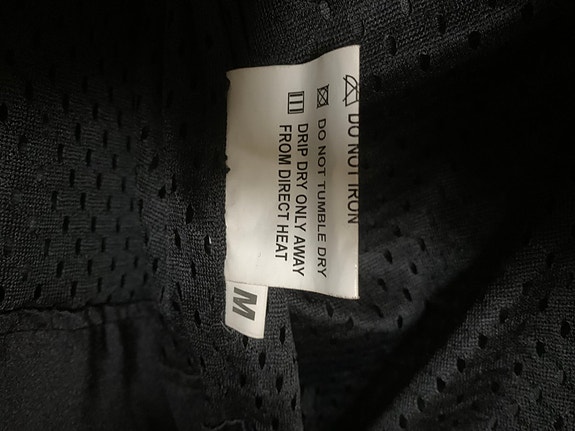 DO NOT IRON
DO NOT TUMBLE DRY
DRIP DRY ONLY AWAY
FROM DIRECT HEAT
M